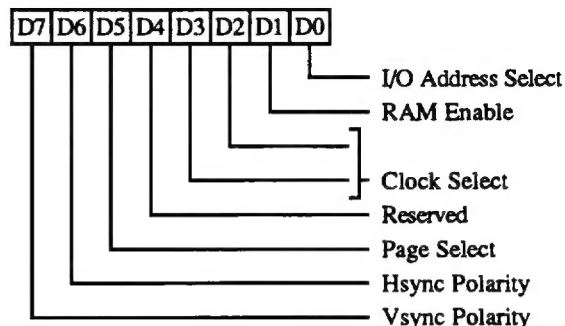 D7 D6 D5 D4 D3 D2 D1 D0
I/O Address Select
RAM Enable
Clock Select
Reserved
Page Select
Hsync Polarity
Vsync Polarity